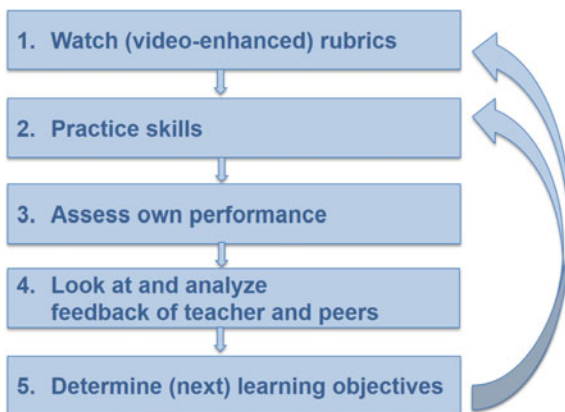 1. Watch (video-enhanced) rubrics
2. Practice skills
3. Assess own performance
4. Look at and analyze
feedback of teacher and peers
5. Determine (next) learning objectives